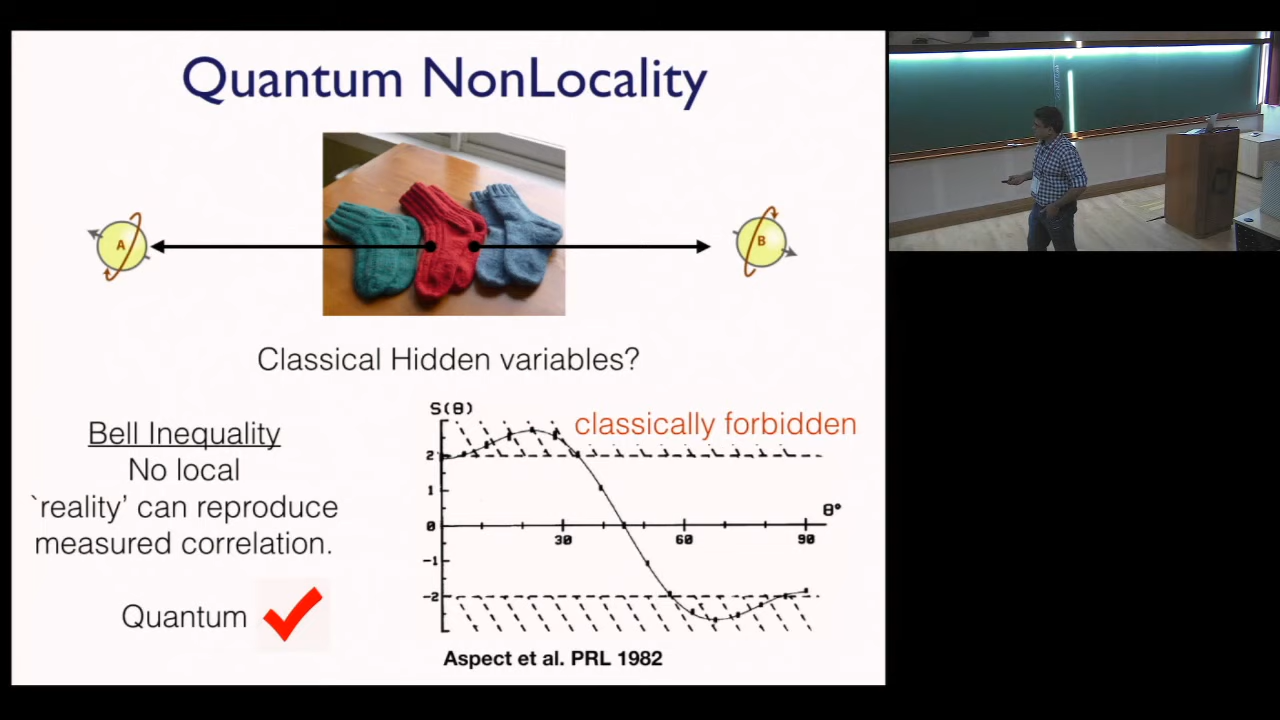 Quantum NonLocality
A
B
Classical Hidden variables?
Bell Inequality
No local
`reality' can reproduce
measured correlation.
Quantum
S(θ)
classically forbidden
2
1
0
-1
-2
30
60
90
θ°
Aspect et al. PRL 1982